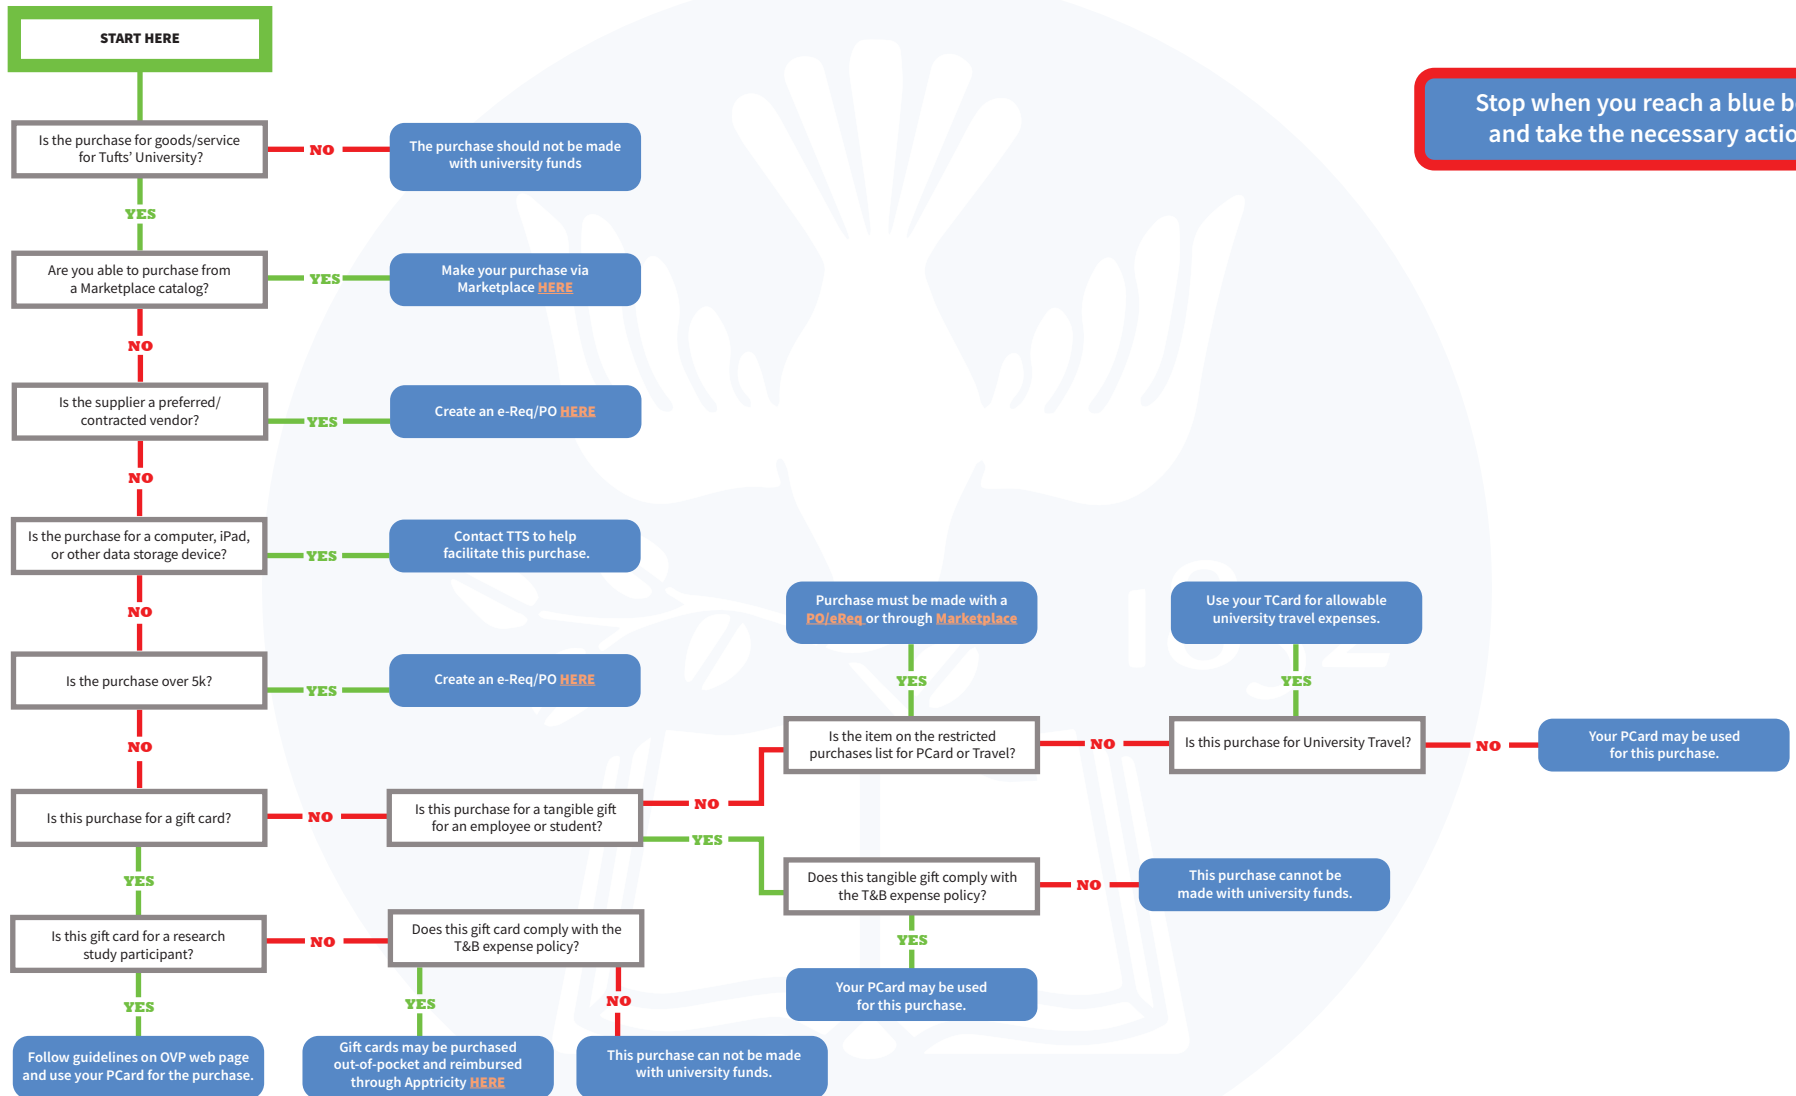 START HERE
Stop when you reach a blue b
and take the necessary actio
Is the purchase for goods/service
for Tufts' University?
NO
The purchase should not be made
with university funds
YES
Are you able to purchase from
a Marketplace catalog?
YES
Make your purchase via
Marketplace HERE
NO
Is the supplier a preferred/
contracted vendor?
YES
Create an e-Req/PO HERE
NO
Is the purchase for a computer, iPad,
or other data storage device?
YES
Contact TTS to help
facilitate this purchase.
NO
Is the purchase over 5k?
YES
Create an e-Req/PO HERE
NO
Is this purchase for a gift card?
NO
Is this purchase for a tangible gift
for an employee or student?
NO
Is the item on the restricted
purchases list for PCard or Travel?
YES
Purchase must be made with a
PO/eReq or through Marketplace
NO
Is this purchase for University Travel?
YES
Use your TCard for allowable
university travel expenses.
NO
Your PCard may be used
for this purchase.
YES
Does this tangible gift comply with
the T&B expense policy?
NO
This purchase cannot be
made with university funds.
YES
Your PCard may be used
for this purchase.
YES
Is this gift card for a research
study participant?
NO
Does this gift card comply with the
T&B expense policy?
YES
Follow guidelines on OVP web page
and use your PCard for the purchase.
YES
Gift cards may be purchased
out-of-pocket and reimbursed
through Apptricity HERE
NO
This purchase can not be made
with university funds.